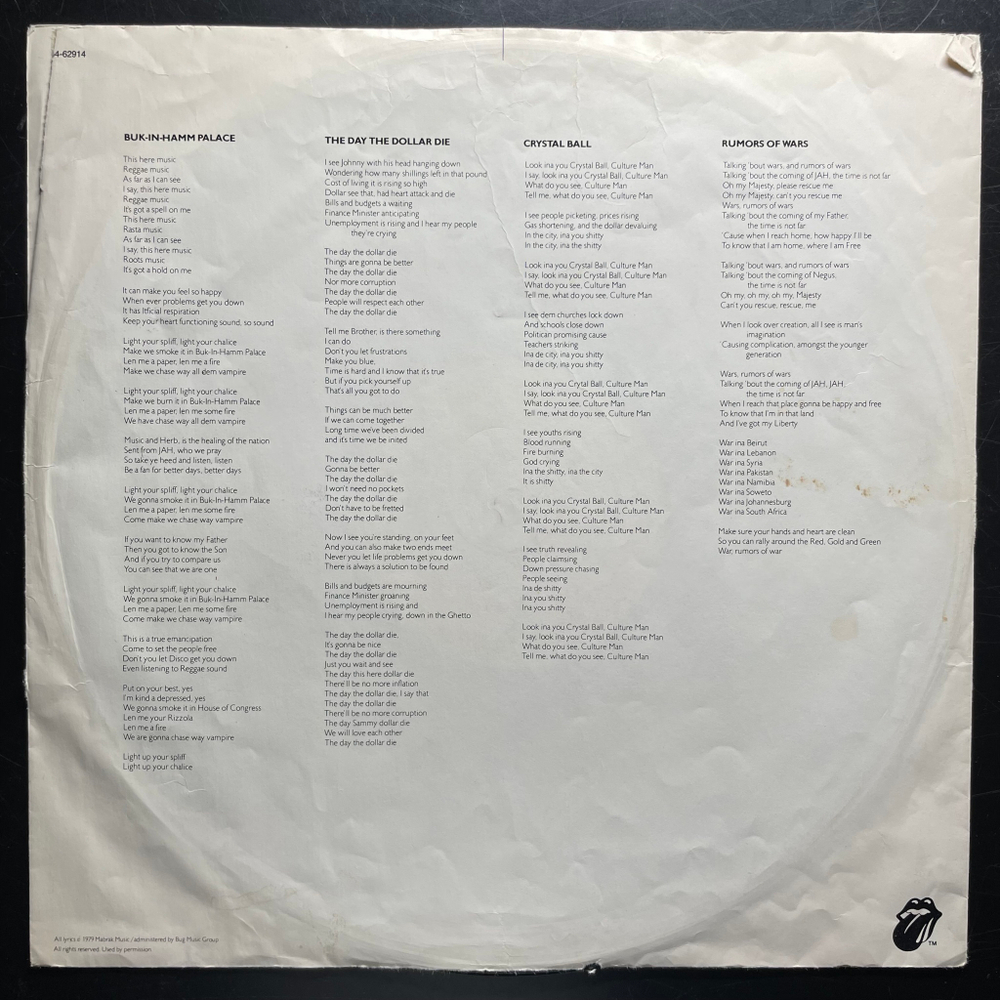 4-62914
BUK-IN-HAMM PALACE
This here music
Reggae music
As far as I can see
I say, this here music
Reggae music
It's got a spell on me
This here music
Rasta music
As far as I can see
I say, this here music
Roots music
It's got a hold on me
It can make you feel so happy
When ever problems get you down
It has Itficial respiration
Keep your heart functioning sound, so sound
Light your spliff, light your chalice
Make we smoke it in Buk-In-Hamm Palace
Len me a paper, len me a fire
Make we chase way all dem vampire
Light your spliff, light your chalice
Make we burn it in Buk-In-Hamm Palace
Len me a paper, len me some fire
We have chase way all dem vampire
Music and Herb, is the healing of the nation
Sent from JAH, who we pray
So take ye heed and listen, listen
Be a fan for better days, better days
Light your spliff, light your chalice
We gonna smoke it in Buk-In-Hamm Palace
Len me a paper, len me some fire
Come make we chase way vampire
If you want to know my Father
Then you got to know the Son
And if you try to compare us
You can see that we are one
Light your spliff, light your chalice
We gonna smoke it in Buk-In-Hamm Palace
Len me a paper, Len me some fire
Come make we chase way vampire
This is a true emancipation
Come to set the people free
Don't you let Disco get you down
Even listening to Reggae sound
Put on your best, yes
I'm kind a depressed, yes
We gonna smoke it in House of Congress
Len me your Rizzola
Len me a fire
We are gonna chase way vampire
Light up your spliff
Light up your chalice
THE DAY THE DOLLAR DIE
I see Johnny with his head hanging down
Wondering how many shillings left in that pound
Cost of living it is rising so high
Dollar see that, had heart attack and die
Bills and budgets a waiting
Finance Minister anticipating
Unemployment is rising and I hear my people
they're crying
The day the dollar die
Things are gonna be better
The day the dollar die
Nor more corruption
The day the dollar die
People will respect each other
The day the dollar die
Tell me Brother, is there something
I can do
Don't you let frustrations
Make you blue
Time is hard and I know that it's true
But if you pick yourself up
That's all you got to do
Things can be much better
If we can come together
Long time we've been divided
and it's time we be inited
The day the dollar die
Gonna be better
The day the dollar die
I won't need no pockets
The day the dollar die
Don't have to be fretted
The day the dollar die
Now I see you're standing, on your feet
And you can also make two ends meet
Never you let life problems get you down
There is always a solution to be found
Bills and budgets are mourning
Finance Minister groaning
Unemployment is rising and
I hear my people crying, down in the Ghetto
The day the dollar die,
It's gonna be nice
The day the dollar die
Just you wait and see
The day this here dollar die
There'll be no more inflation
The day the dollar die, I say that
The day the dollar die
There'll be no more corruption
The day Sammy dollar die
We will love each other
The day the dollar die
CRYSTAL BALL
Look ina you Crystal Ball, Culture Man
I say, look ina you Crystal Ball, Culture Man
What do you see, Culture Man
Tell me, what do you see, Culture Man
I see people picketing, prices rising
Gas shortening, and the dollar devaluing
In the city, ina you shitty
In the city, ina the shitty
Look ina you Crystal Ball, Culture Man
I say, look ina you Crystal Ball, Culture Man
What do you see, Culture Man
Tell me, what do you see, Culture Man
I see dem churches lock down
And schools close down
Politican promising cause
Teachers striking
Ina de city, ina you shitty
Ina de city, ina you shitty
Look ina you Crytal Ball, Culture Man
I say, look ina you Crystal Ball, Culture Man
What do you see, Culture Man
Tell me, what do you see, Culture Man
I see youths rising
Blood running
Fire burning
God crying
Ina the shitty, ina the city
It is shitty
Look ina you Crystal Ball, Culture Man
I say, look ina you Crystal Ball, Culture Man
What do you see, Culture Man
Tell me, what do you see, Culture Man
I see truth revealing
People claimsing
Down pressure chasing
People seeing
Ina de shitty
Ina you shitty
Ina you shitty
Look ina you Crystal Ball, Culture Man
I say, look ina you Crystal Ball, Culture Man
What do you see, Culture Man
Tell me, what do you see, Culture Man
RUMORS OF WARS
Talking 'bout wars, and rumors of wars
Talking 'bout the coming of JAH, the time is not far
Oh my Majesty, please rescue me
Oh my Majesty, can't you rescue me
Wars, rumors of wars
Talking 'bout the coming of my Father,
the time is not far
'Cause when I reach home, how happy I'll be
To know that I am home, where I am Free
Talking 'bout wars, and rumors of wars
Talking 'bout the coming of Negus,
the time is not far
Oh my, oh my, oh my, Majesty
Can't you rescue, rescue, me
When I look over creation, all I see is man's
imagination
'Causing complication, amongst the younger
generation
Wars, rumors of wars
Talking 'bout the coming of JAH, JAH,
the time is not far
When I reach that place gonna be happy and free
To know that I'm in that land
And I've got my Liberty
War ina Beirut
War ina Lebanon
War ina Syria
War ina Pakistan
War ina Namibia
War ina Soweto
War ina Johannesburg
War ina South Africa
Make sure your hands and heart are clean
So you can rally around the Red, Gold and Green
War, rumors of war
All lyrics © 1979 Mabrak Music/administered by Bug Music Group
All rights reserved. Used by permission
TM